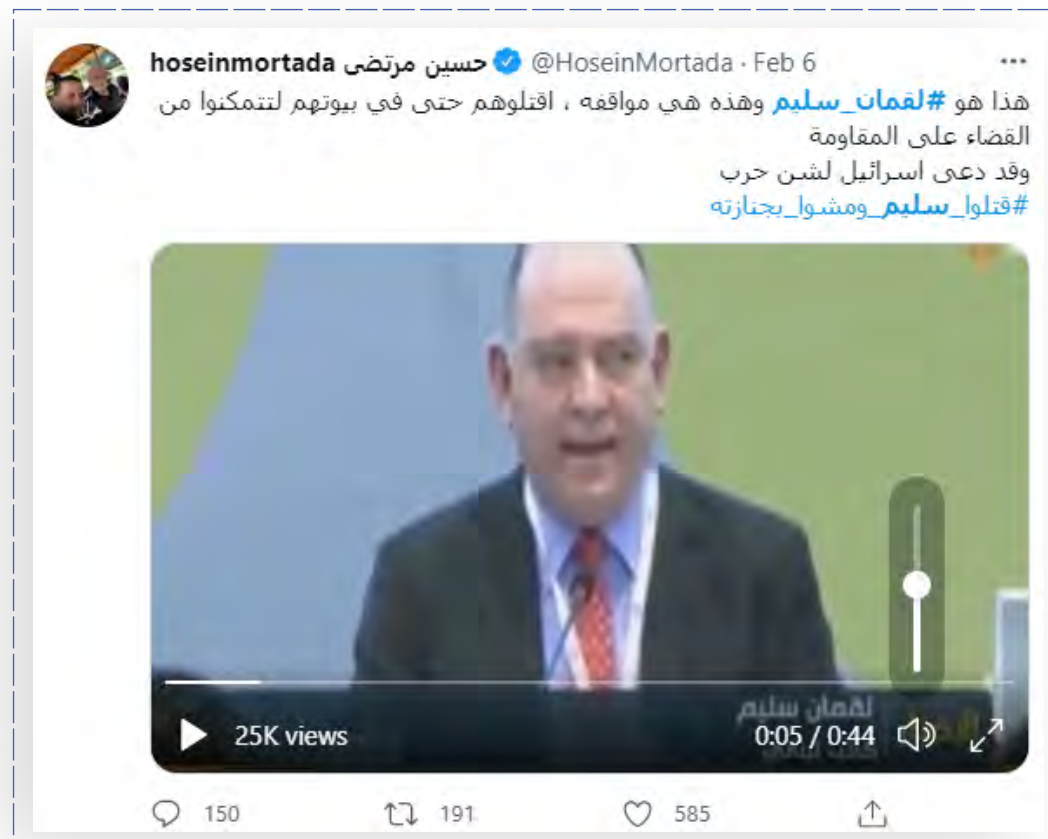 hoseinmortada حسين مرتضى @HoseinMortada · Feb 6
هذا هو #لقمان_سليم وهذه هي مواقفه ، اقتلوهم حتى في بيوتهم لتتمكنوا من
القضاء على المقاومة
وقد دعى اسرائيل لشن حرب
#قتلوا_سليم_ومشوا_بجنازته
لقمان سليم
25K views
0:05 / 0:44
150 191 585